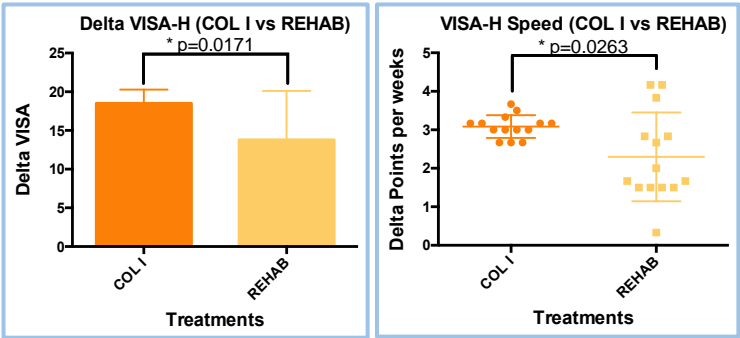 Delta VISA-H (COL I vs REHAB)
* p=0.0171
25
20
15
10
5
0
Delta VISA
COL I
REHAB
Treatments
VISA-H Speed (COL I vs REHAB)
* p=0.0263
5
4
3
2
1
0
Delta Points per weeks
COL I
REHAB
Treatments